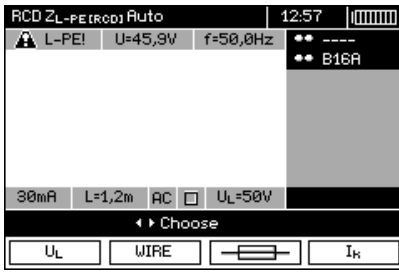 RCD ZL-PE[RCD] Auto 12:57
L-PE! U=45,9V f=50,0Hz ----
B16A
30mA L=1,2m AC UL=50V
Choose
UL WIRE IK